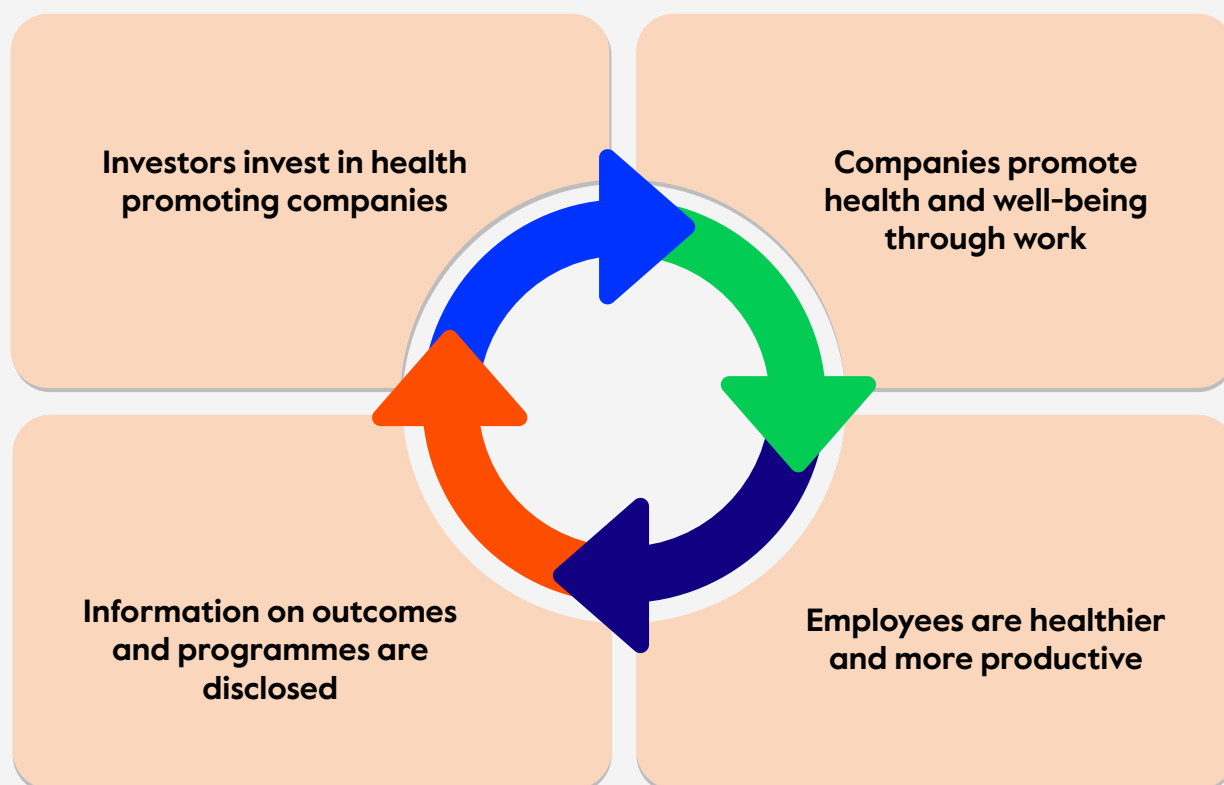 Investors invest in health
promoting companies
Companies promote
health and well-being
through work
Information on outcomes
and programmes are
disclosed
Employees are healthier
and more productive